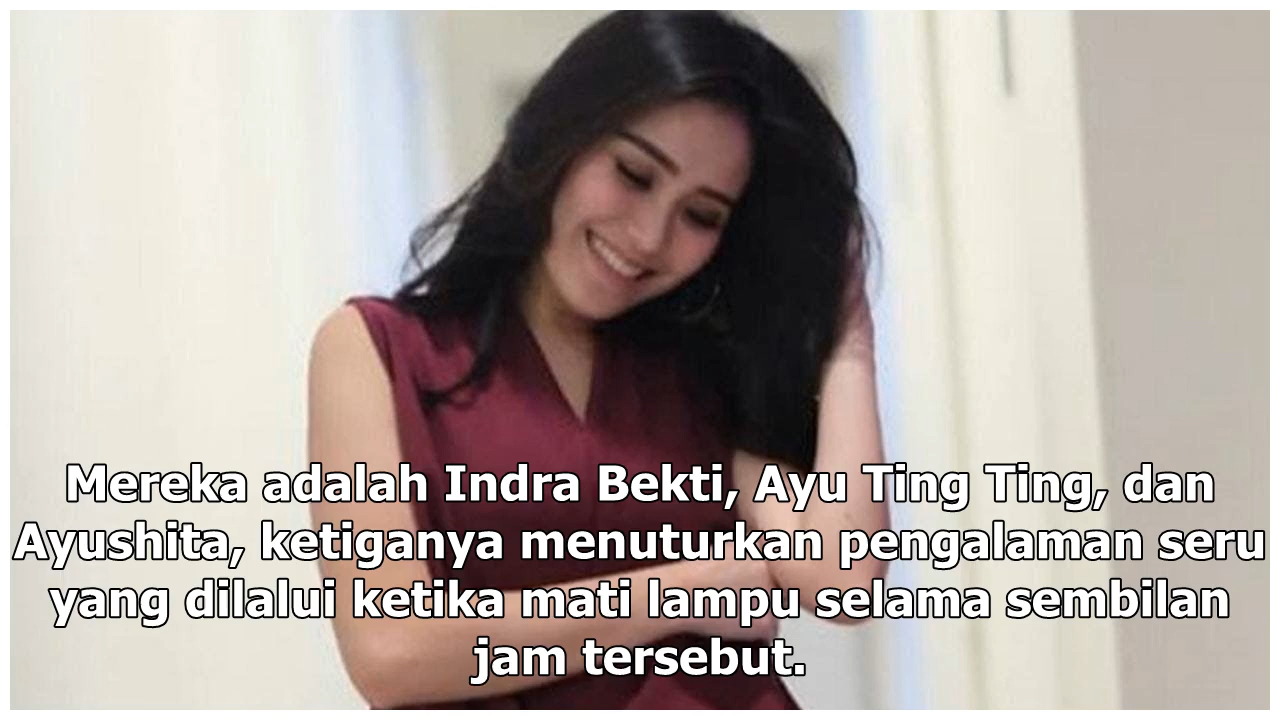 Mereka adalah Indra Bekti, Ayu Ting Ting, dan
Ayushita, ketiganya menuturkan pengalaman seru
yang dilalui ketika mati lampu selama sembilan
jam tersebut.